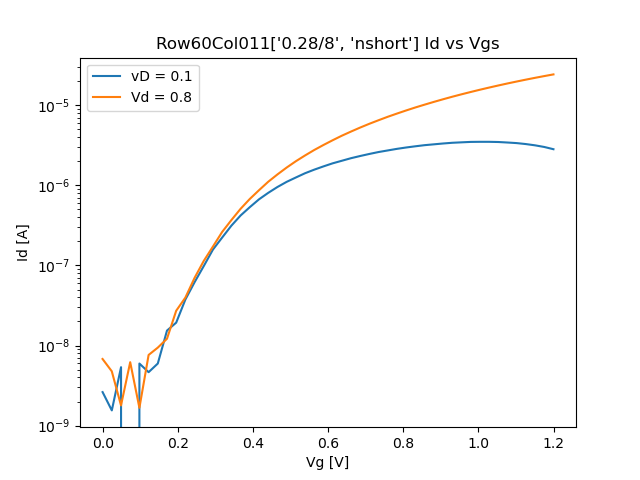 Row60Col011['0.28/8', 'nshort'] Id vs Vgs
vD = 0.1
Vd = 0.8
Id [A]
10⁻⁵
10⁻⁶
10⁻⁷
10⁻⁸
10⁻⁹
0.0 0.2 0.4 0.6 0.8 1.0 1.2
Vg [V]